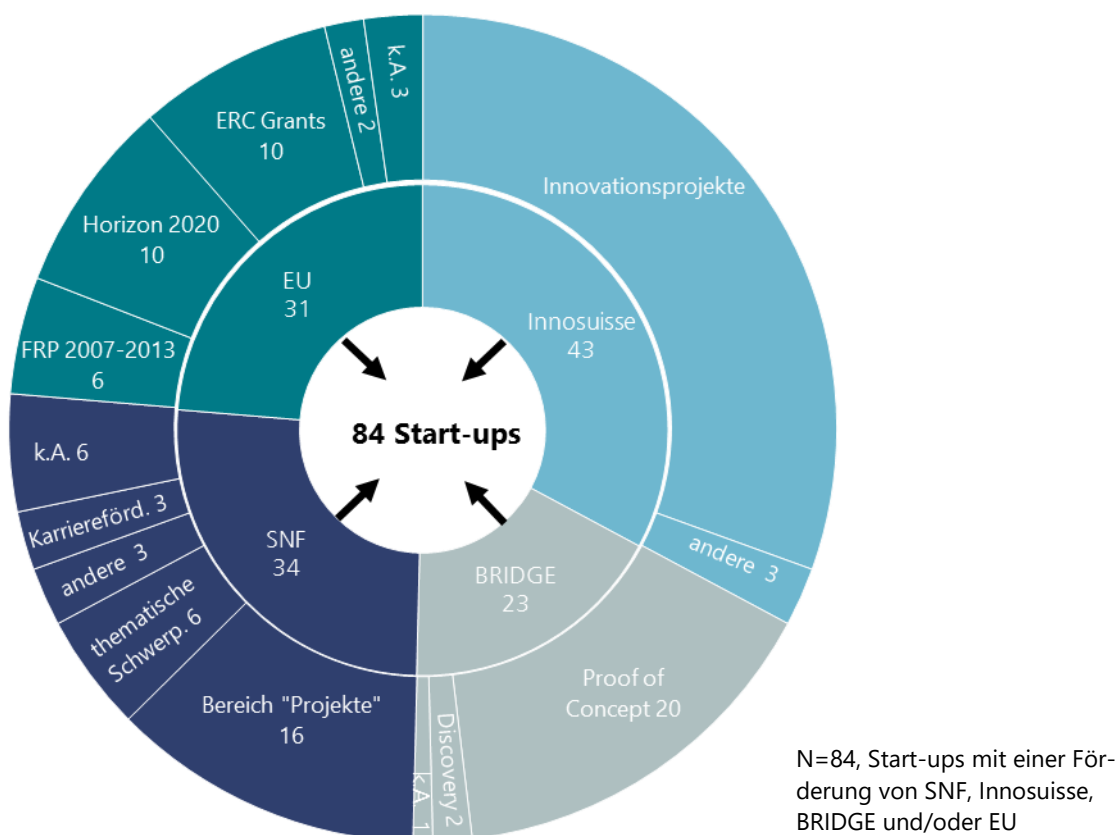 k.A. 3
andere 2
ERC Grants
10
Horizon 2020
10
FRP 2007-2013
6
EU
31
Innovationsprojekte
Innosuisse
43
andere 3
84 Start-ups
k.A. 6
Karriereförd. 3
andere 3
thematische
Schwerp. 6
Bereich "Projekte"
16
SNF
34
BRIDGE
23
Proof of
Concept 20
Discovery 2
k.A. 1
N=84, Start-ups mit einer För-
derung von SNF, Innosuisse,
BRIDGE und/oder EU